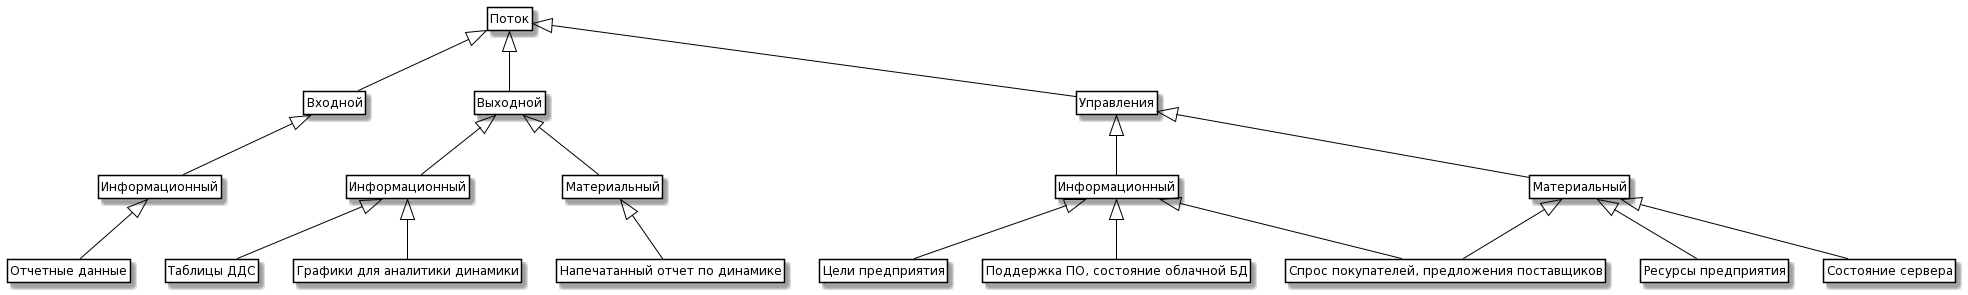 Поток
Входной
Выходной
Управления
Информационный
Информационный
Материальный
Информационный
Материальный
Отчетные данные
Таблицы ДДС
Графики для аналитики динамики
Напечатанный отчет по динамике
Цели предприятия
Поддержка ПО, состояние облачной БД
Спрос покупателей, предложения поставщиков
Ресурсы предприятия
Состояние сервера